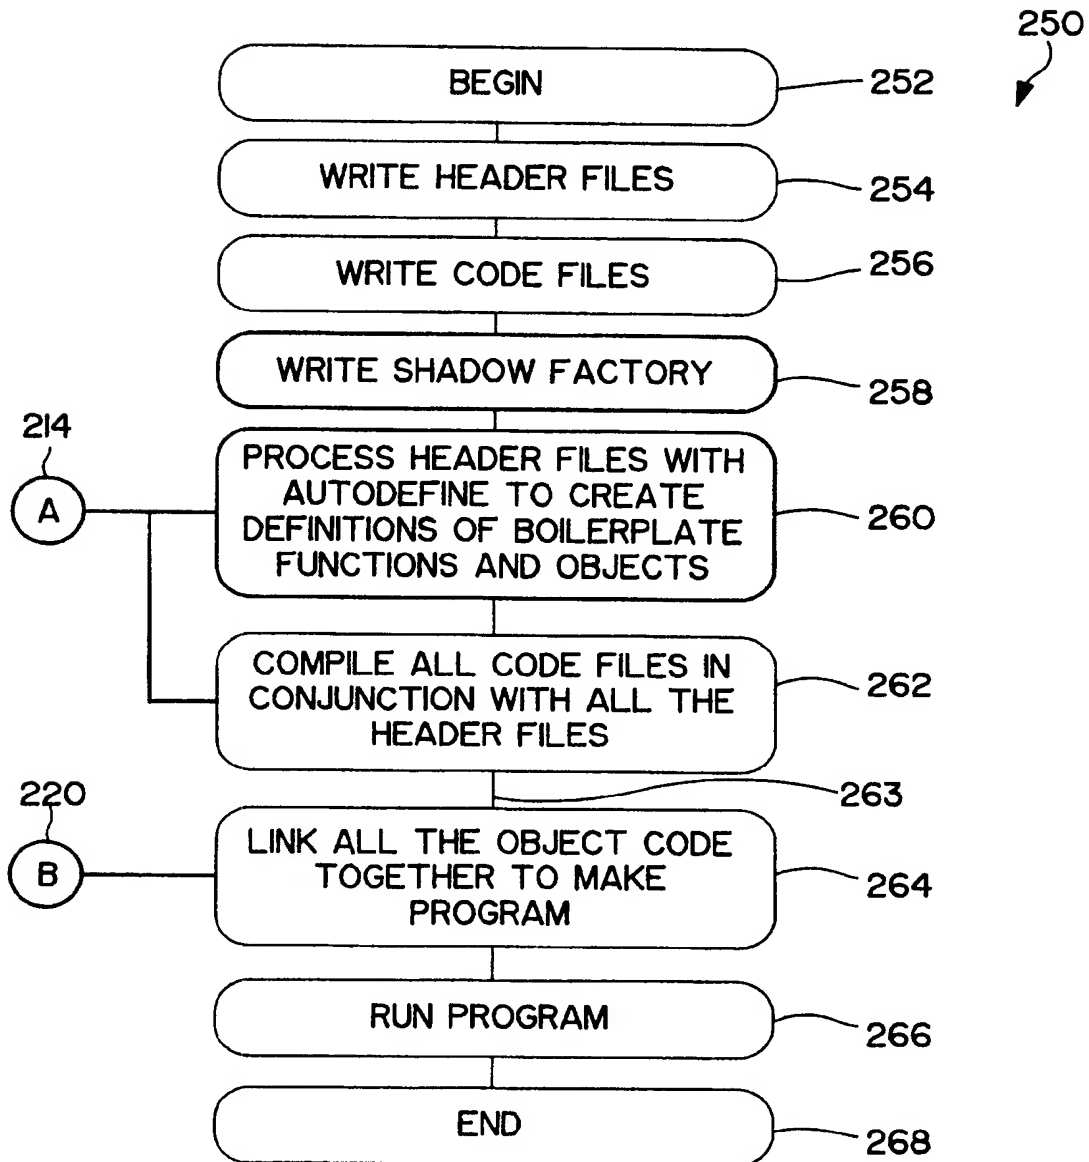 250
BEGIN
252
WRITE HEADER FILES
254
WRITE CODE FILES
256
WRITE SHADOW FACTORY
258
214
A
PROCESS HEADER FILES WITH
AUTODEFINE TO CREATE
DEFINITIONS OF BOILERPLATE
FUNCTIONS AND OBJECTS
260
COMPILE ALL CODE FILES IN
CONJUNCTION WITH ALL THE
HEADER FILES
262
263
220
B
LINK ALL THE OBJECT CODE
TOGETHER TO MAKE
PROGRAM
264
RUN PROGRAM
266
END
268